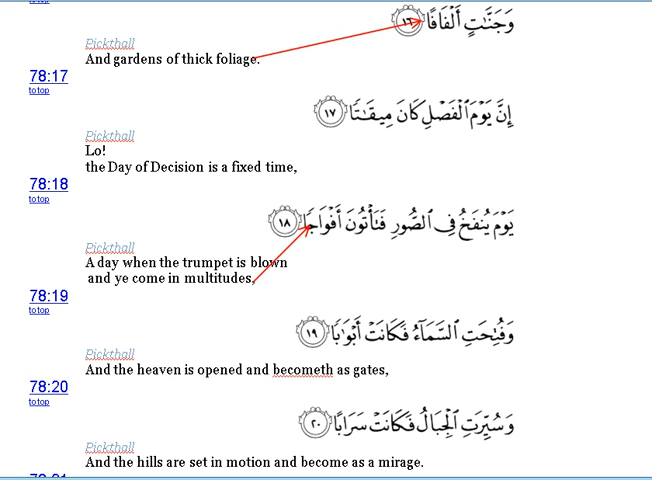 to top
وَجَنَّٰتٍ أَلْفَافًا ١٦
Pickthall
And gardens of thick foliage.
78:17
to top
إِنَّ يَوْمَ ٱلْفَصْلِ كَانَ مِيقَٰتًا ١٧
Pickthall
Lo!
the Day of Decision is a fixed time,
78:18
to top
يَوْمَ يُنفَخُ فِى ٱلصُّورِ فَتَأْتُونَ أَفْوَاجًا ١٨
Pickthall
A day when the trumpet is blown
and ye come in multitudes,
78:19
to top
وَفُتِحَتِ ٱلسَّمَآءُ فَكَانَتْ أَبْوَٰبًا ١٩
Pickthall
And the heaven is opened and becometh as gates,
78:20
to top
وَسُيِّرَتِ ٱلْجِبَالُ فَكَانَتْ سَرَابًا ٢٠
Pickthall
And the hills are set in motion and become as a mirage.